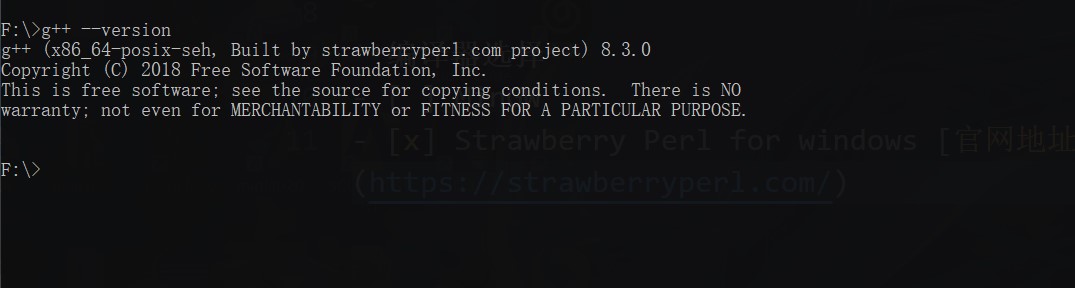 F:\>g++ --version
g++ (x86_64-posix-seh, Built by strawberryperl.com project) 8.3.0
Copyright (C) 2018 Free Software Foundation, Inc.
This is free software; see the source for copying conditions.  There is NO
warranty; not even for MERCHANTABILITY or FITNESS FOR A PARTICULAR PURPOSE.
- [x] Strawberry Perl for windows [官网地址
F:\>
(https://strawberryperl.com/)